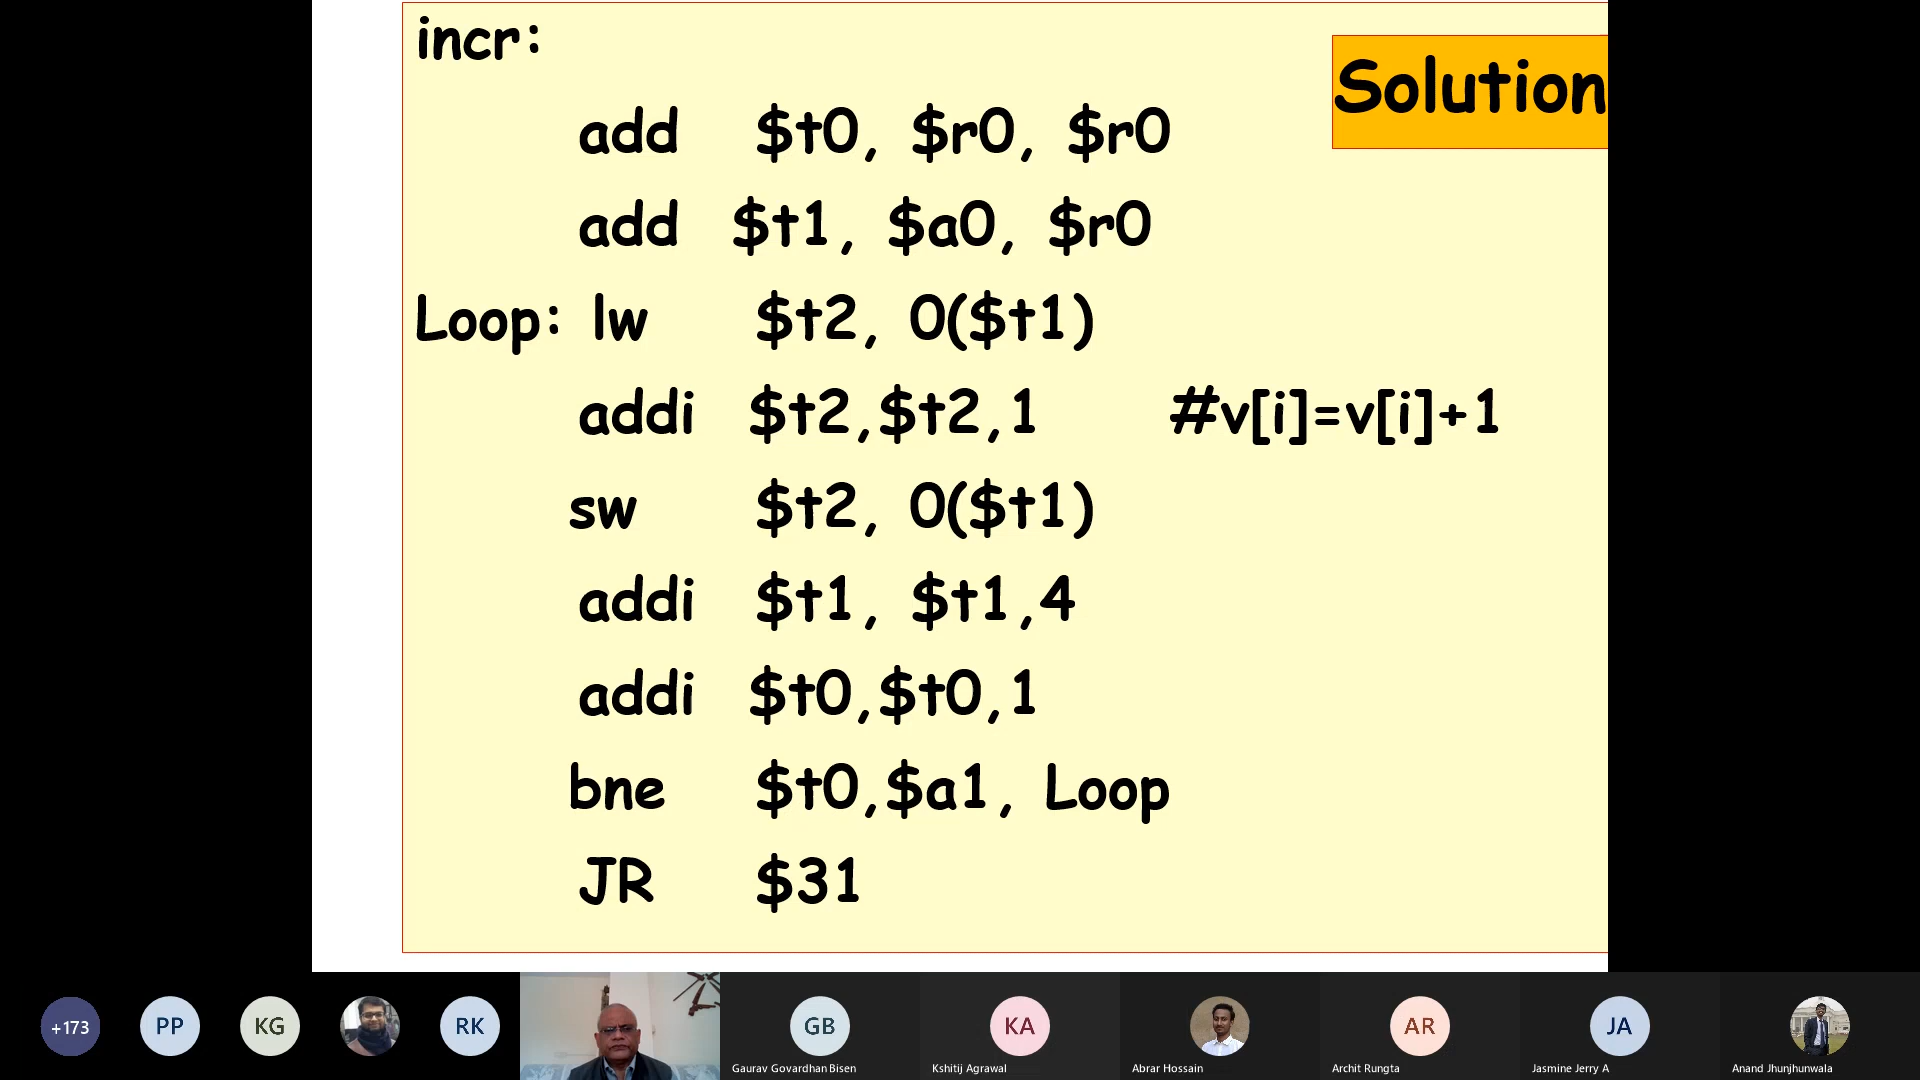 incr:
Solution
add $t0, $r0, $r0
add $t1, $a0, $r0
Loop: lw $t2, 0($t1)
addi $t2,$t2,1 #v[i]=v[i]+1
sw $t2, 0($t1)
addi $t1, $t1,4
addi $t0,$t0,1
bne $t0,$a1, Loop
JR $31
+173
PP
KG
RK
GB
KA
AR
JA
Gaurav Govardhan Bisen
Kshitij Agrawal
Abrar Hossain
Archit Rungta
Jasmine Jerry A
Anand Jhunjhunwala